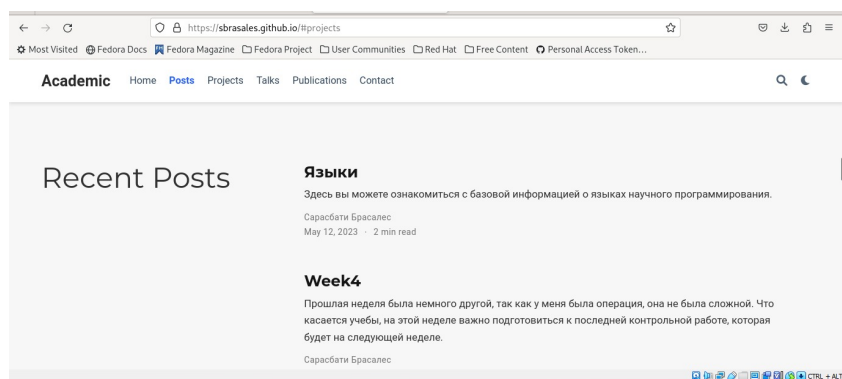 https://sbrasales.github.io/#projects
Most Visited Fedora Docs Fedora Magazine Fedora Project User Communities Red Hat Free Content Personal Access Token…
Academic Home Posts Projects Talks Publications Contact
Recent Posts
Языки
Здесь вы можете ознакомиться с базовой информацией о языках научного программирования.
Сарасбати Брасалес
May 12, 2023 · 2 min read
Week4
Прошлая неделя была немного другой, так как у меня была операция, она не была сложной. Что
касается учебы, на этой неделе важно подготовиться к последней контрольной работе, которая
будет на следующей неделе.
Сарасбати Брасалес
CTRL + ALT